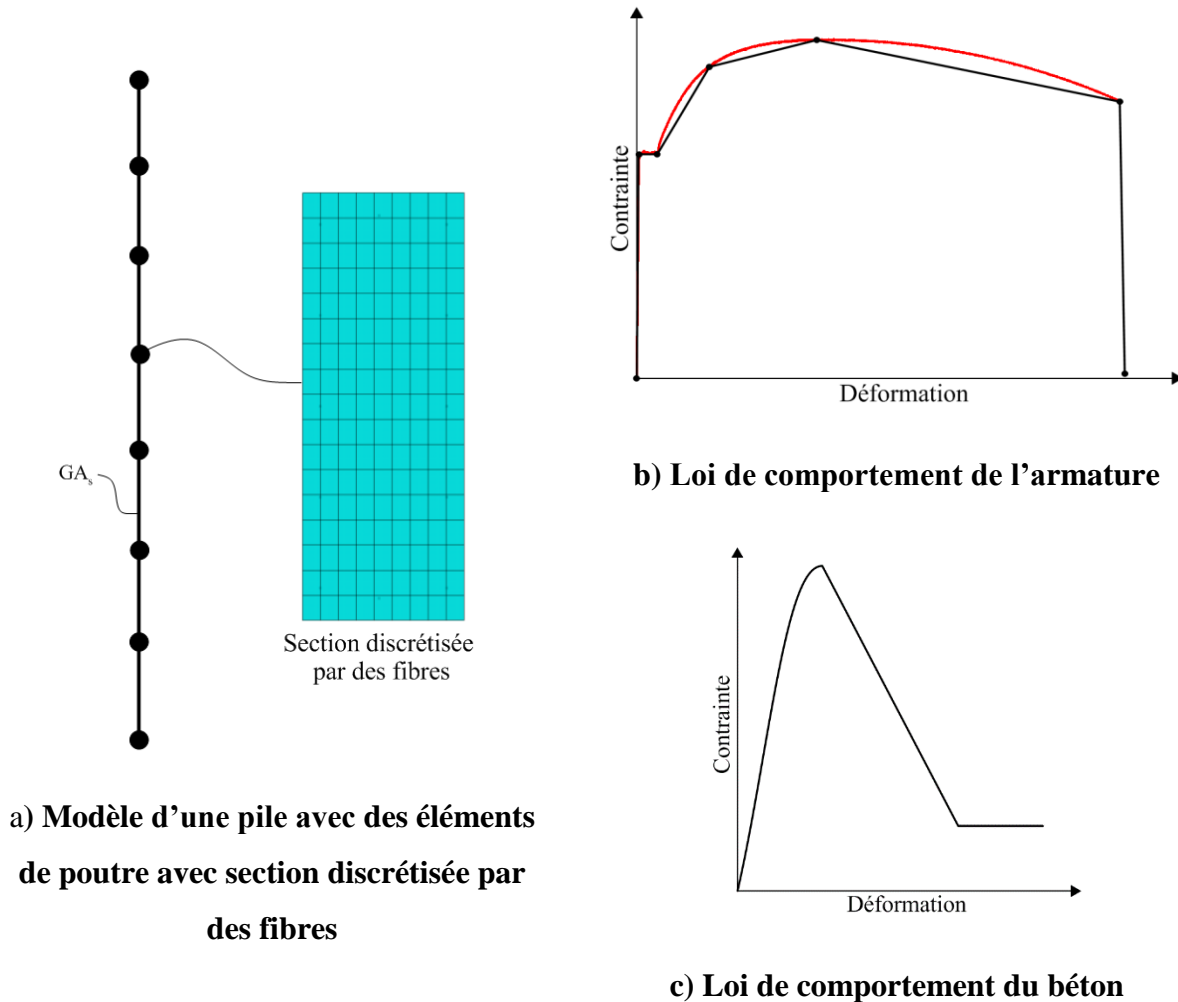 GAs
Section discrétisée
par des fibres
a) Modèle d’une pile avec des éléments
de poutre avec section discrétisée par
des fibres
Contrainte
Déformation
b) Loi de comportement de l’armature
Contrainte
Déformation
c) Loi de comportement du béton